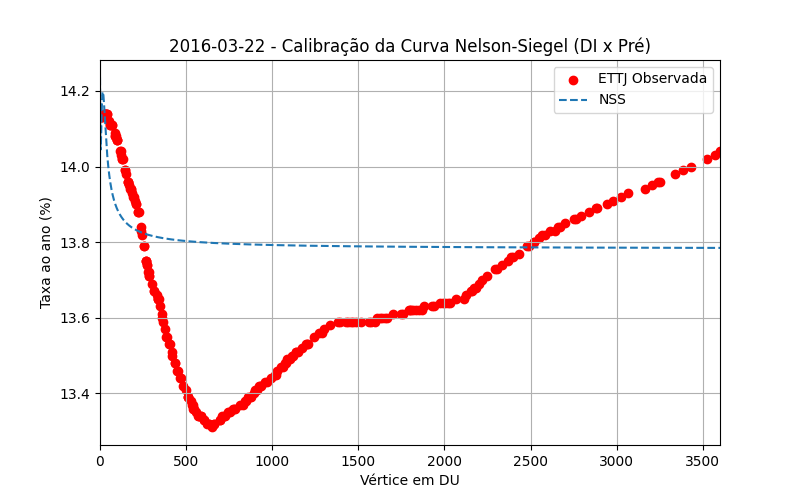 2016-03-22 - Calibração da Curva Nelson-Siegel (DI x Pré)
ETTJ Observada
NSS
Taxa ao ano (%)
14.2
14.0
13.8
13.6
13.4
0 500 1000 1500 2000 2500 3000 3500
Vértice em DU